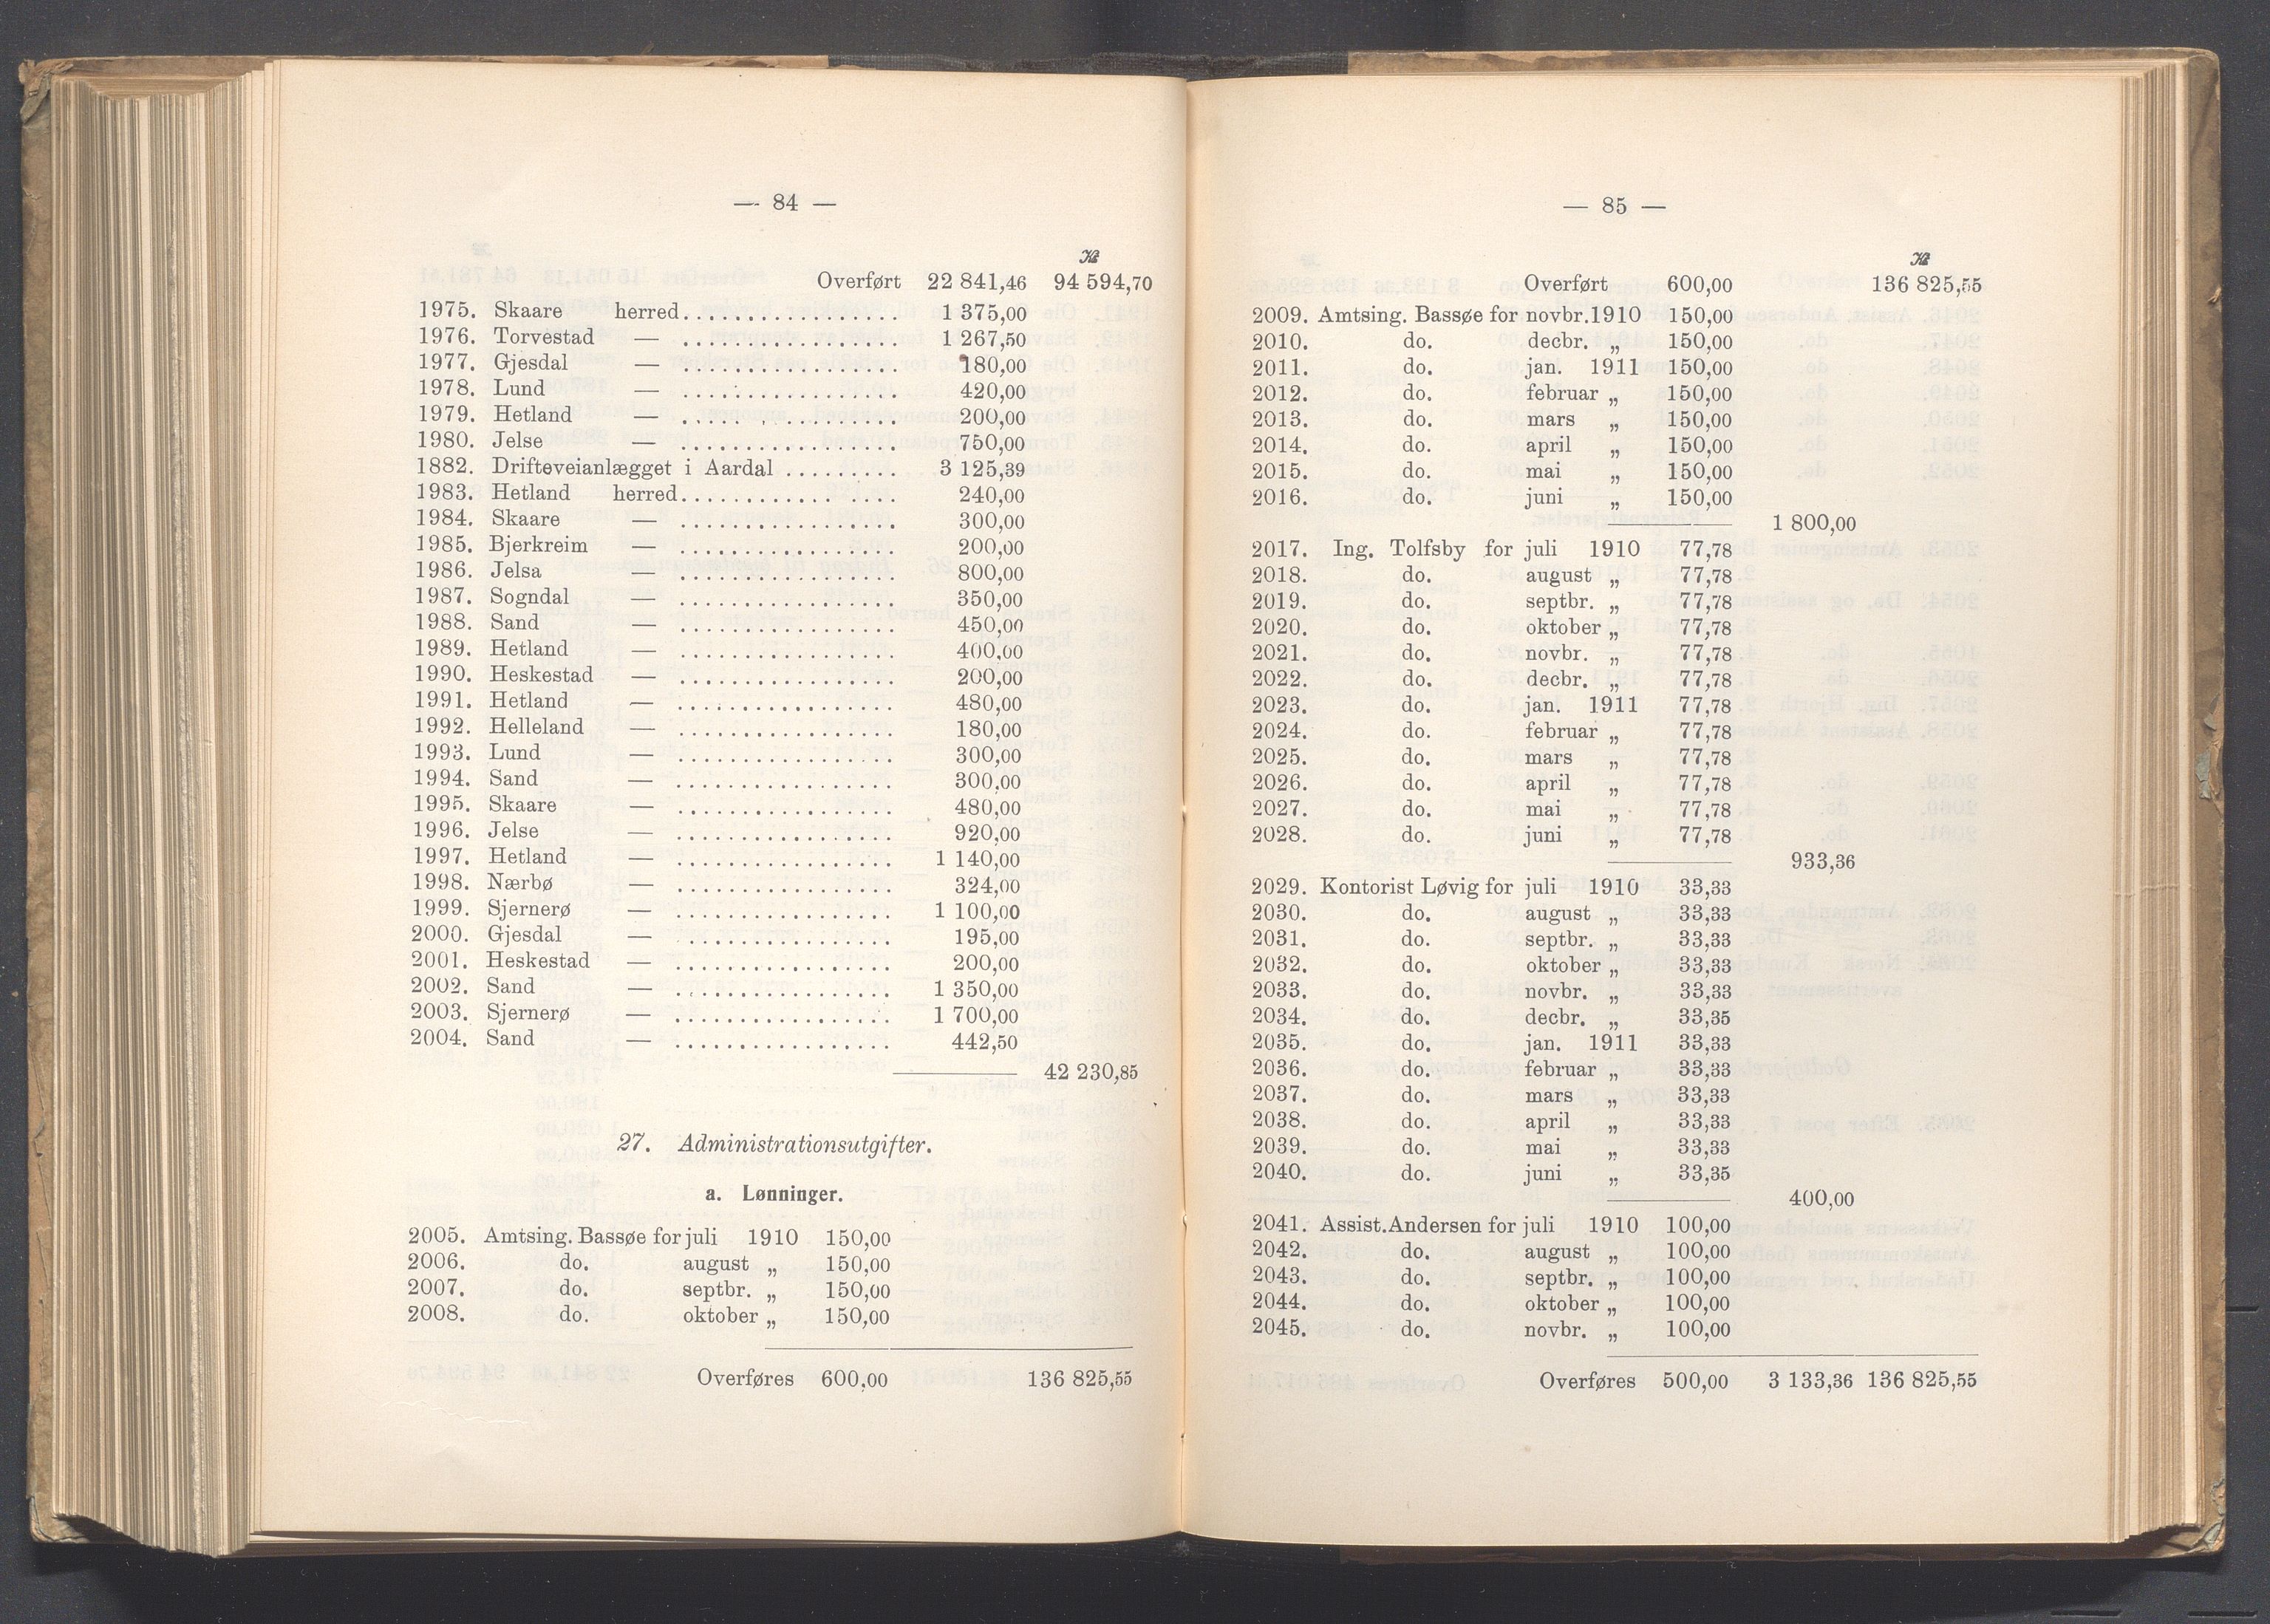 — 84 —
Kr
Overført 22 841,46 94 594,70
1975. Skaare herred. . . . . . . . . . . . . . . . . 1 375,00
1976. Torvestad — . . . . . . . . . . . . . . . . . 1 267,50
1977. Gjesdal — . . . . . . . . . . . . . . . . . 180,00
1978. Lund — . . . . . . . . . . . . . . . . . 420,00
1979. Hetland — . . . . . . . . . . . . . . . . . 200,00
1980. Jelse — . . . . . . . . . . . . . . . . . 750,00
1882. Drifteveianlægget i Aardal . . . . . . . . . 3 125,39
1983. Hetland herred. . . . . . . . . . . . . . . . . 240,00
1984. Skaare — . . . . . . . . . . . . . . . . . 300,00
1985. Bjerkreim — . . . . . . . . . . . . . . . . . 200,00
1986. Jelsa — . . . . . . . . . . . . . . . . . 800,00
1987. Sogndal — . . . . . . . . . . . . . . . . . 350,00
1988. Sand — . . . . . . . . . . . . . . . . . 450,00
1989. Hetland — . . . . . . . . . . . . . . . . . 400,00
1990. Heskestad — . . . . . . . . . . . . . . . . . 200,00
1991. Hetland — . . . . . . . . . . . . . . . . . 480,00
1992. Helleland — . . . . . . . . . . . . . . . . . 180,00
1993. Lund — . . . . . . . . . . . . . . . . . 300,00
1994. Sand — . . . . . . . . . . . . . . . . . 300,00
1995. Skaare — . . . . . . . . . . . . . . . . . 480,00
1996. Jelse — . . . . . . . . . . . . . . . . . 920,00
1997. Hetland — . . . . . . . . . . . . . . . . . 1 140,00
1998. Nærbø — . . . . . . . . . . . . . . . . . 324,00
1999. Sjernerø — . . . . . . . . . . . . . . . . . 1 100,00
2000. Gjesdal — . . . . . . . . . . . . . . . . . 195,00
2001. Heskestad — . . . . . . . . . . . . . . . . . 200,00
2002. Sand — . . . . . . . . . . . . . . . . . 1 350,00
2003. Sjernerø — . . . . . . . . . . . . . . . . . 1 700,00
2004. Sand — . . . . . . . . . . . . . . . . . 442,50
42 230,85
27. Administrationsutgifter.
a. Lønninger.
2005. Amtsing. Bassøe for juli 1910 150,00
2006. do. august „ 150,00
2007. do. septbr. „ 150,00
2008. do. oktober „ 150,00
Overføres 600,00 136 825,55
— 85 —
Kr
Overført 600,00 136 825,55
2009. Amtsing. Bassøe for novbr. 1910 150,00
2010. do. decbr. „ 150,00
2011. do. jan. 1911 150,00
2012. do. februar „ 150,00
2013. do. mars „ 150,00
2014. do. april „ 150,00
2015. do. mai „ 150,00
2016. do. juni „ 150,00
1 800,00
2017. Ing. Tolfsby for juli 1910 77,78
2018. do. august „ 77,78
2019. do. septbr. „ 77,78
2020. do. oktober „ 77,78
2021. do. novbr. „ 77,78
2022. do. decbr. „ 77,78
2023. do. jan. 1911 77,78
2024. do. februar „ 77,78
2025. do. mars „ 77,78
2026. do. april „ 77,78
2027. do. mai „ 77,78
2028. do. juni „ 77,78
933,36
2029. Kontorist Løvig for juli 1910 33,33
2030. do. august „ 33,33
2031. do. septbr. „ 33,33
2032. do. oktober „ 33,33
2033. do. novbr. „ 33,33
2034. do. decbr. „ 33,35
2035. do. jan. 1911 33,33
2036. do. februar „ 33,33
2037. do. mars „ 33,33
2038. do. april „ 33,33
2039. do. mai „ 33,33
2040. do. juni „ 33,35
400,00
2041. Assist. Andersen for juli 1910 100,00
2042. do. august „ 100,00
2043. do. septbr. „ 100,00
2044. do. oktober „ 100,00
2045. do. novbr. „ 100,00
Overføres 500,00 3 133,36 136 825,55